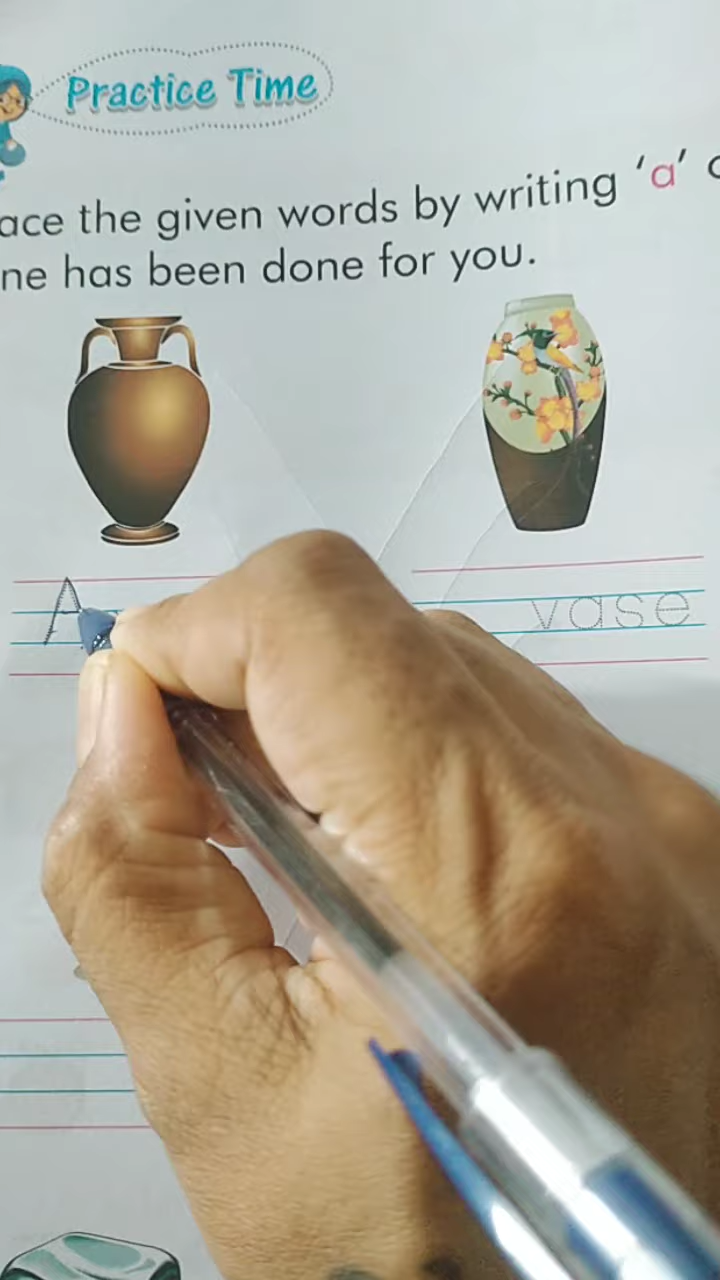 Practice Time
ace the given words by writing 'a'
ne has been done for you.
A
vase